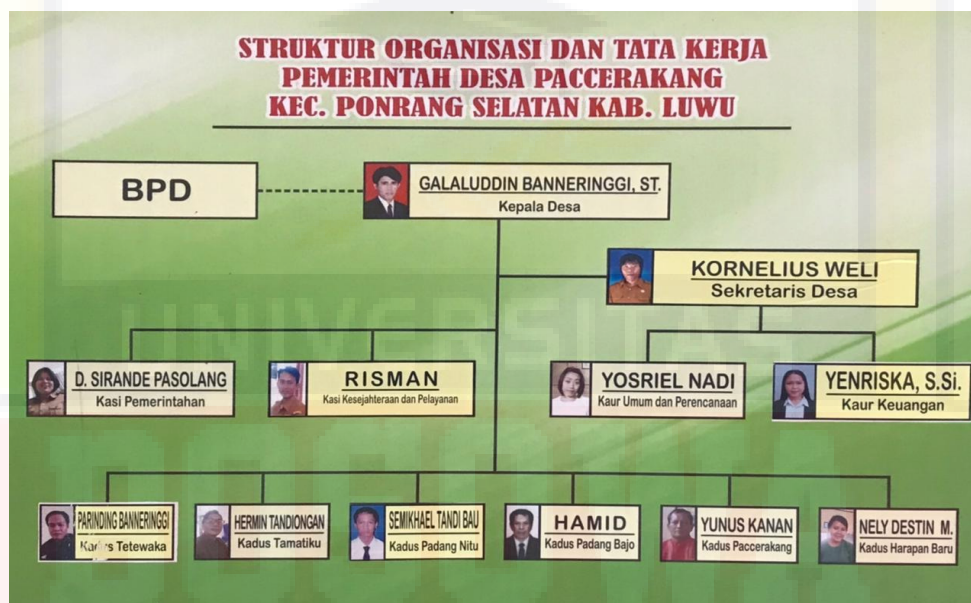 STRUKTUR ORGANISASI DAN TATA KERJA
PEMERINTAH DESA PACCERAKANG
KEC. PONRANG SELATAN KAB. LUWU
BPD
GALALUDDIN BANNERINGGI, ST.
Kepala Desa
KORNELIUS WELI
Sekretaris Desa
UNIVERSITAS
D. SIRANDE PASOLANG
Kasi Pemerintahan
RISMAN
Kasi Kesejahteraan dan Pelayanan
YOSRIEL NADI
Kaur Umum dan Perencanaan
YENRISKA, S.Si.
Kaur Keuangan
BOSOWA
PARINDING BANNERINGGI
Kadus Tetewaka
HERMIN TANDIONGAN
Kadus Tamatiku
SEMIKHAEL TANDI BAU
Kadus Padang Nitu
HAMID
Kadus Padang Bajo
YUNUS KANAN
Kadus Paccerakang
NELY DESTIN M.
Kadus Harapan Baru